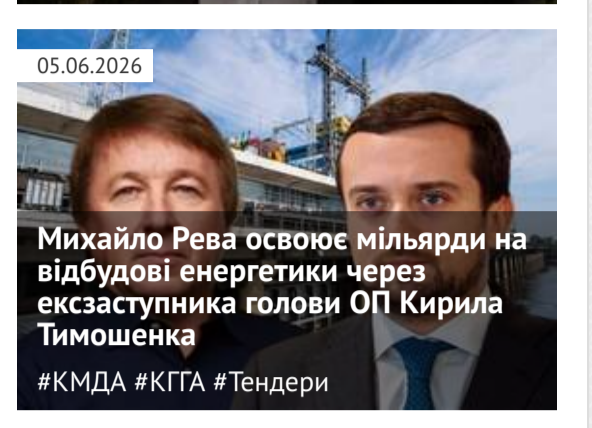 05.06.2026
Михайло Рева освоює мільярди на
відбудові енергетики через
ексзаступника голови ОП Кирила
Тимошенка
#КМДА #КГГА #Тендери